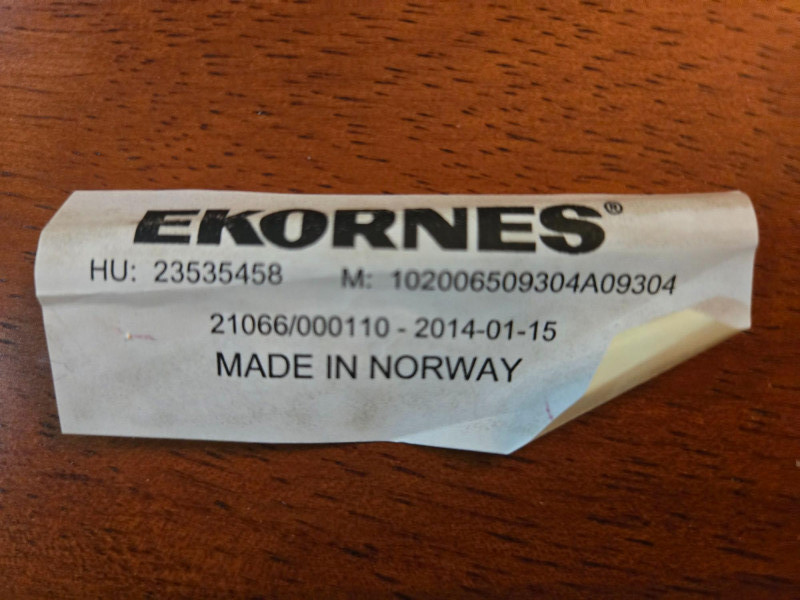 EKORNES®
HU: 23535458 M: 102006509304A09304
21066/000110 - 2014-01-15
MADE IN NORWAY